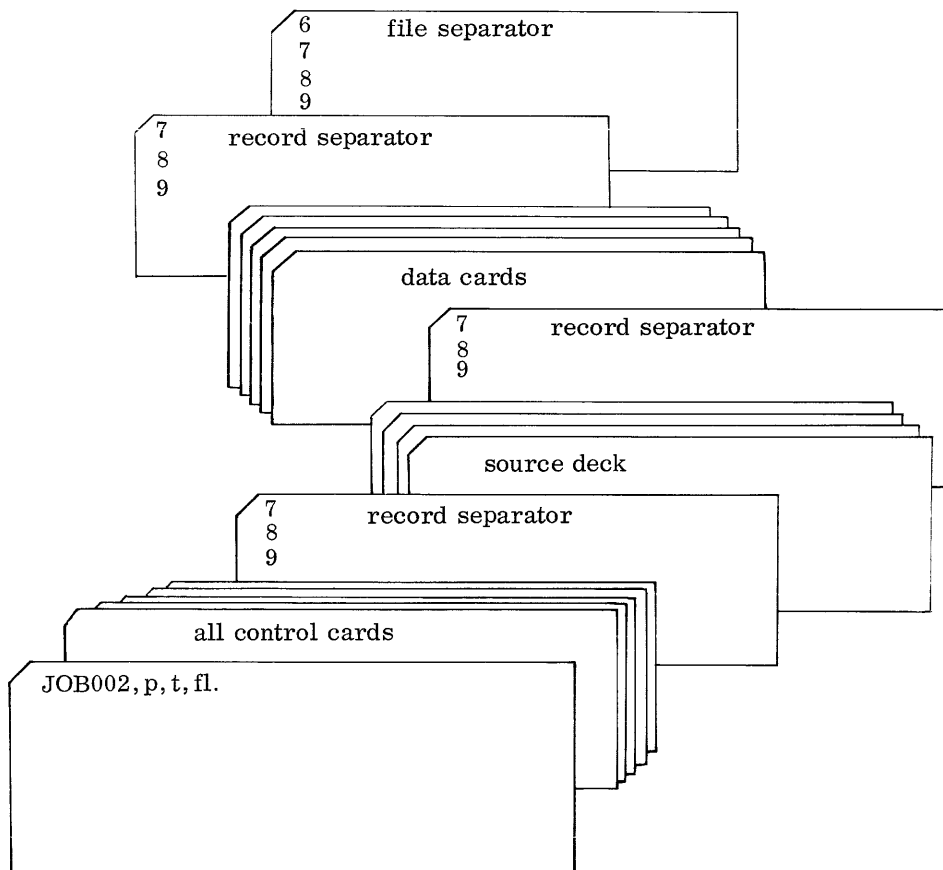 6 file separator
7
8
9
7 record separator
8
9
data cards
7 record separator
8
9
source deck
7 record separator
8
9
all control cards
JOB002, p, t, fl.